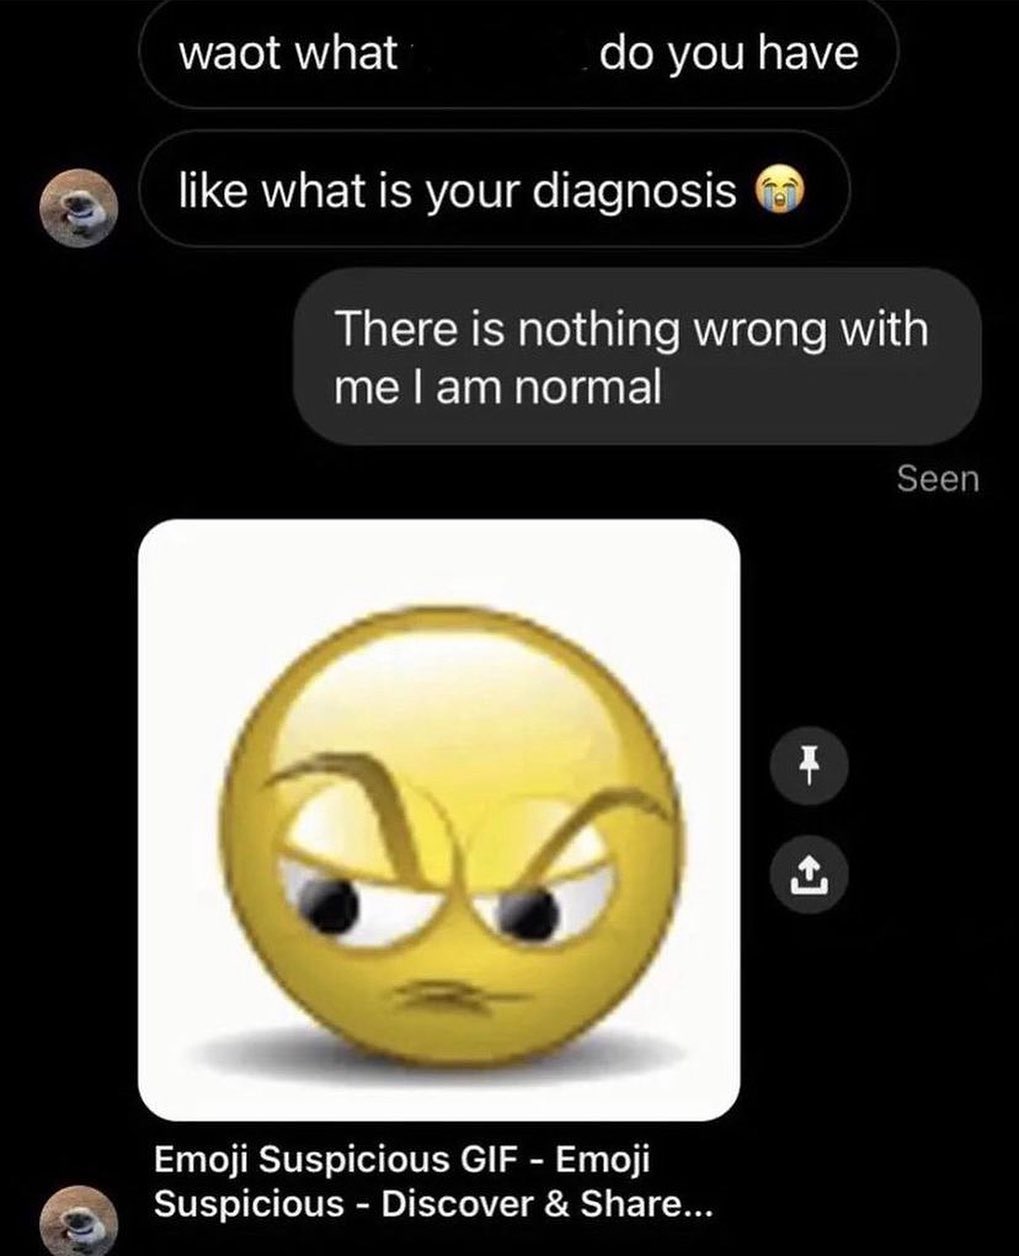 waot what do you have
like what is your diagnosis 😭
There is nothing wrong with
me I am normal
Seen
Emoji Suspicious GIF - Emoji
Suspicious - Discover & Share...